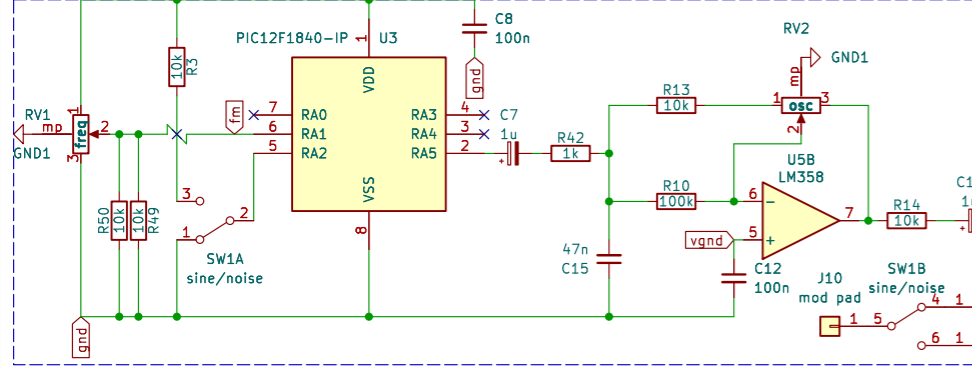 C8
100n
gnd
PIC12F1840-IP
U3
1
VDD
10k
R3
RV1
mp
GND1
1
freq
2
3
fm
7
RA0
6
RA1
5
RA2
RA3
4
RA4
3
RA5
2
VSS
8
C7
1u
+
R42
1k
R50
10k
10k
R49
3
2
1
SW1A
sine/noise
gnd
RV2
mp
GND1
R13
10k
1
osc
3
2
R10
100k
U5B
LM358
6
-
7
5
+
vgnd
47n
C15
C12
100n
R14
10k
C1
1
+
J10
mod pad
1
SW1B
sine/noise
5
4
1
6
1